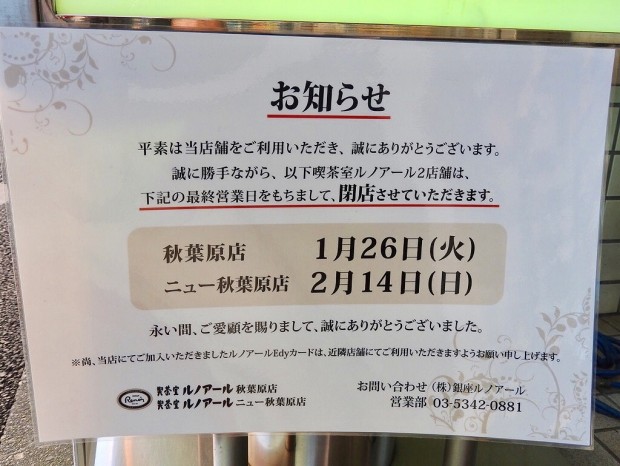 お知らせ
平素は当店舗をご利用いただき、誠にありがとうございます。
誠に勝手ながら、以下喫茶室ルノアール2店舗は、
下記の最終営業日をもちまして、閉店させていただきます。
秋葉原店 1月26日(火)
ニュー秋葉原店 2月14日(日)
永い間、ご愛顧を賜りまして、誠にありがとうございました。
※尚、当店にてご加入いただきましたルノアールEdyカードは、近隣店舗にてご利用いただきますようお願い申し上げます。
Renoir 喫茶室 ルノアール 秋葉原店
喫茶室 ルノアール ニュー秋葉原店
お問い合わせ (株)銀座ルノアール
営業部 03-5342-0881